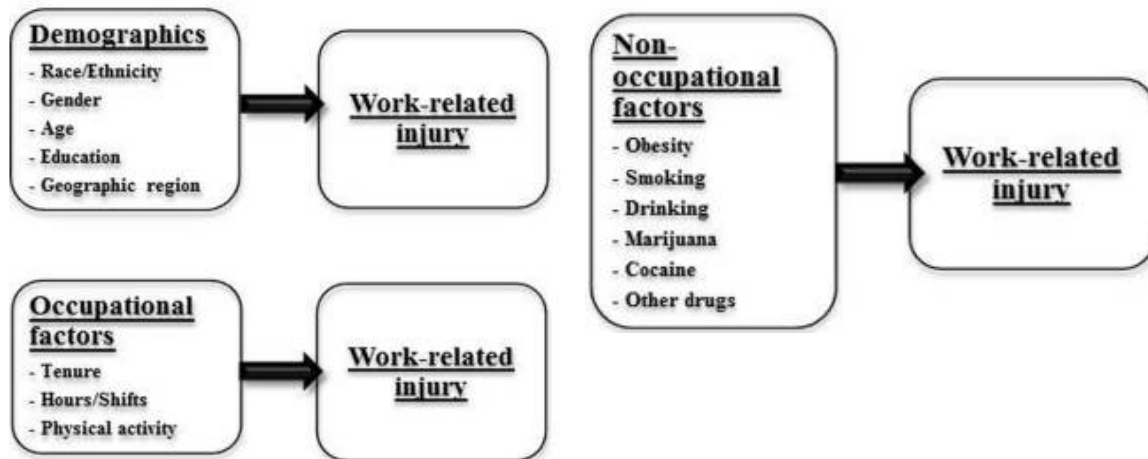 Demographics
- Race/Ethnicity
- Gender
- Age
- Education
- Geographic region
Work-related
injury
Occupational
factors
- Tenure
- Hours/Shifts
- Physical activity
Work-related
injury
Non-
occupational
factors
- Obesity
- Smoking
- Drinking
- Marijuana
- Cocaine
- Other drugs
Work-related
injury